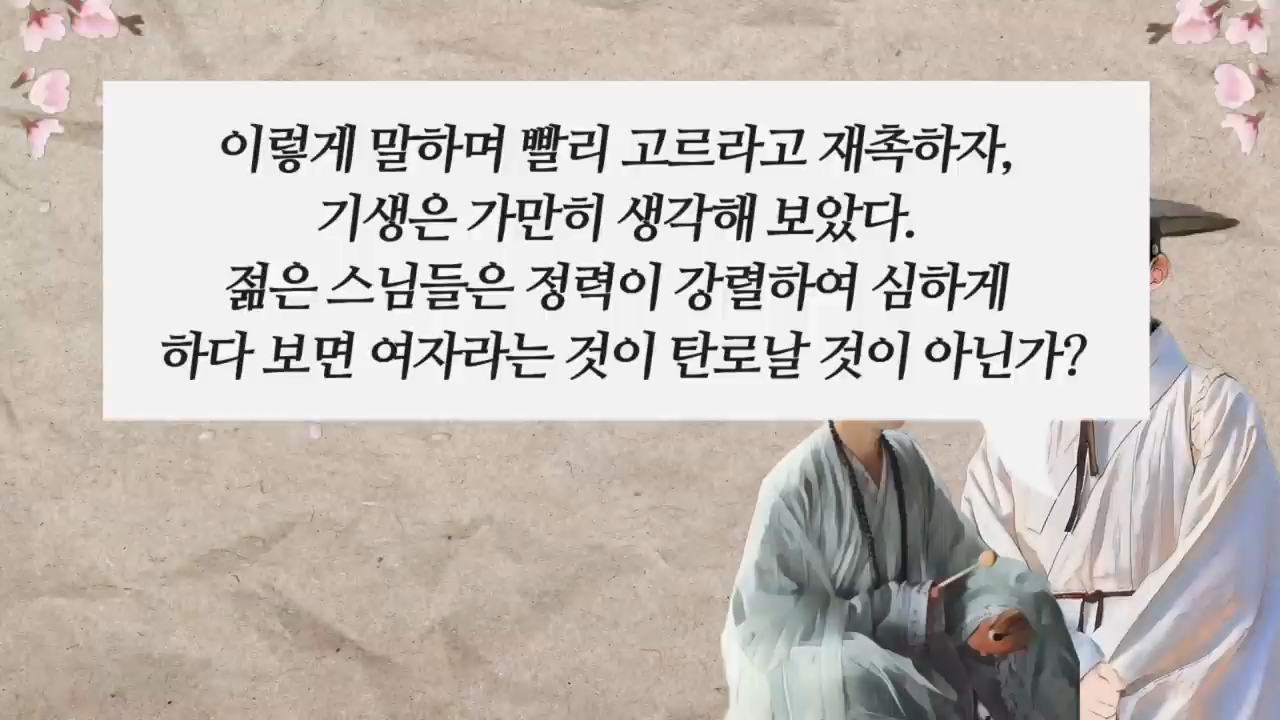 이렇게 말하며 빨리 고르라고 재촉하자,
기생은 가만히 생각해 보았다.
젊은 스님들은 정력이 강렬하여 심하게
하다 보면 여자라는 것이 탄로날 것이 아닌가?